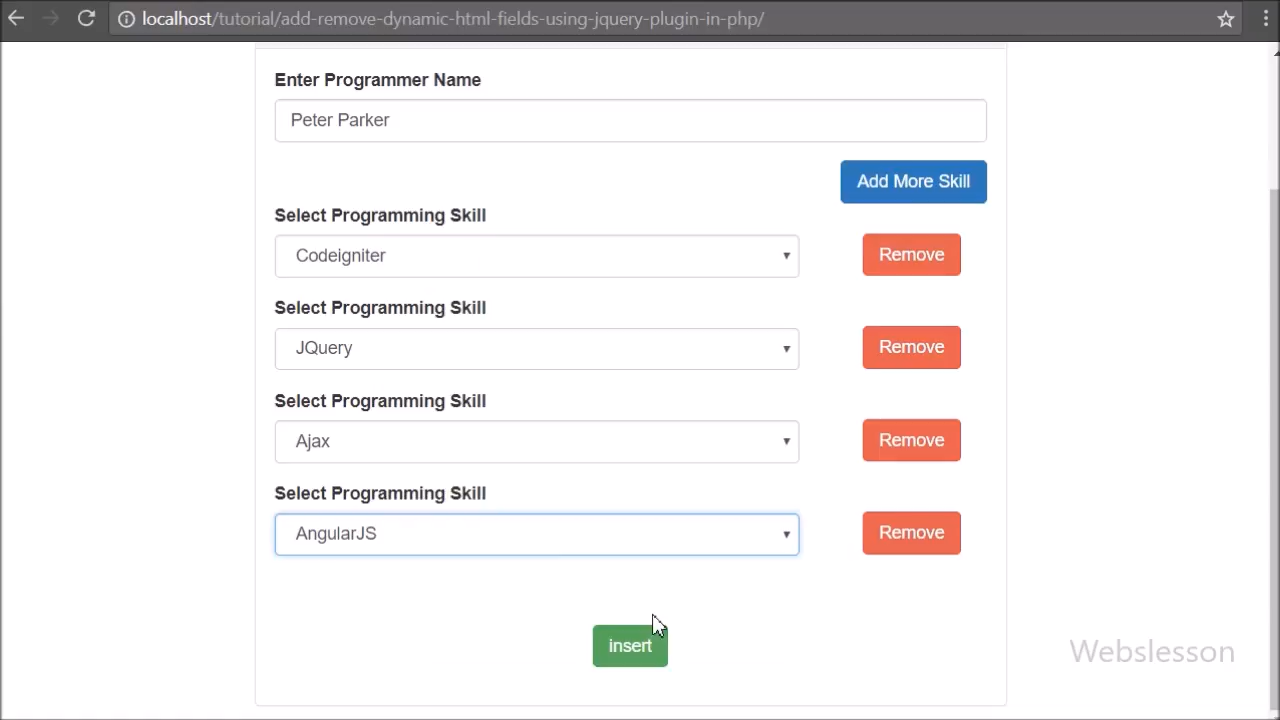 localhost/tutorial/add-remove-dynamic-html-fields-using-jquery-plugin-in-php/
Enter Programmer Name
Peter Parker
Add More Skill
Select Programming Skill
Codeigniter
Remove
Select Programming Skill
JQuery
Remove
Select Programming Skill
Ajax
Remove
Select Programming Skill
AngularJS
Remove
insert
Webslesson